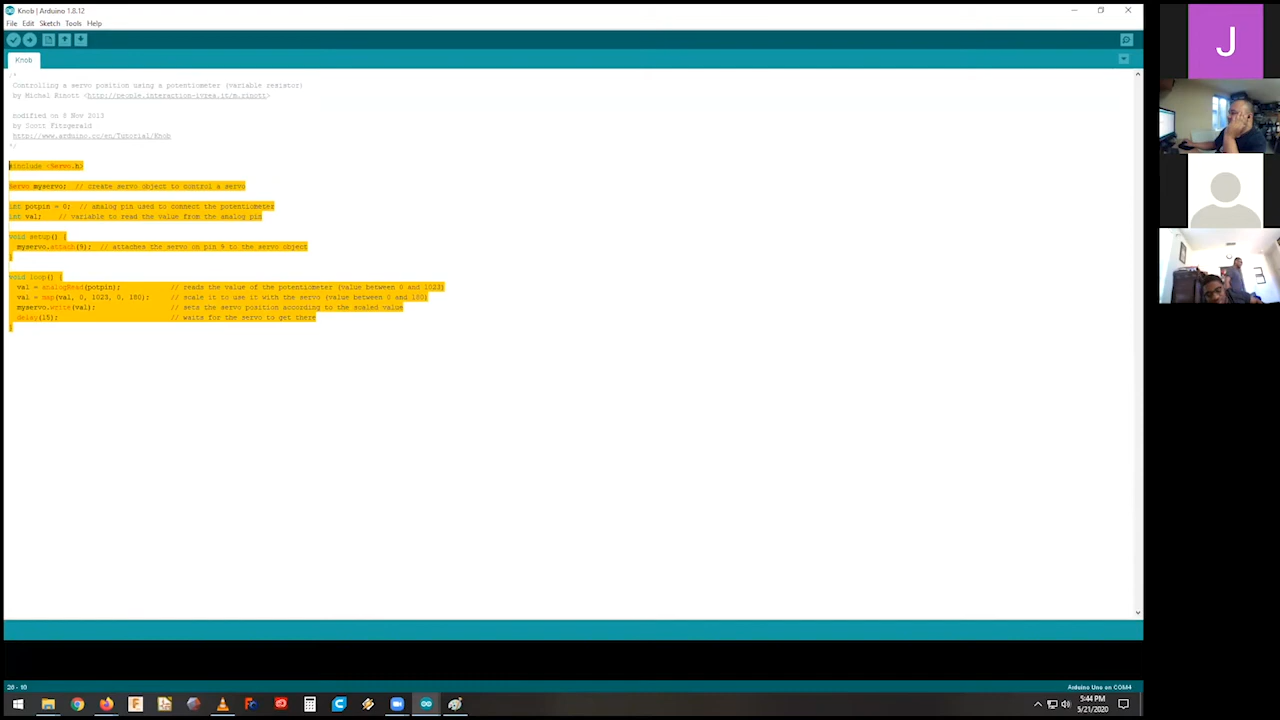 Knob | Arduino 1.8.12
File Edit Sketch Tools Help
Knob
/*
Controlling a servo position using a potentiometer (variable resistor)
by Michal Rinott <http://people.interaction-ivrea.it/m.rinott>
modified on 8 Nov 2013
by Scott Fitzgerald
http://www.arduino.cc/en/Tutorial/Knob
*/
#include <Servo.h>
Servo myservo;  // create servo object to control a servo
int potpin = 0;  // analog pin used to connect the potentiometer
int val;    // variable to read the value from the analog pin
void setup() {
myservo.attach(9);  // attaches the servo on pin 9 to the servo object
}
void loop() {
val = analogRead(potpin);            // reads the value of the potentiometer (value between 0 and 1023)
val = map(val, 0, 1023, 0, 180);     // scale it to use it with the servo (value between 0 and 180)
myservo.write(val);                  // sets the servo position according to the scaled value
delay(15);                           // waits for the servo to get there
}
J
Arduino Uno on COM4
5:44 PM
5/21/2020